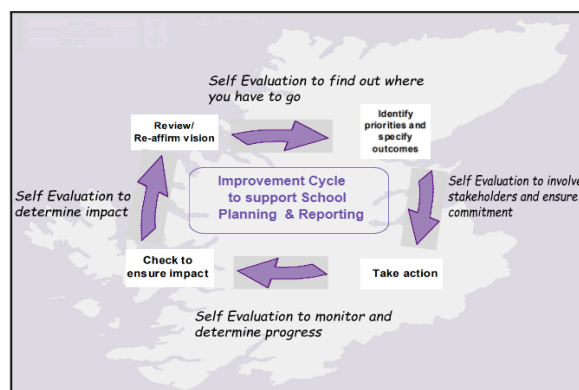 Self Evaluation to find out where
you have to go
Review/
Re-affirm vision
Identify
priorities and
specify
outcomes
Self Evaluation to
determine impact
Improvement Cycle
to support School
Planning & Reporting
Self Evaluation to involve
stakeholders and ensure
commitment
Check to
ensure impact
Take action
Self Evaluation to monitor and
determine progress